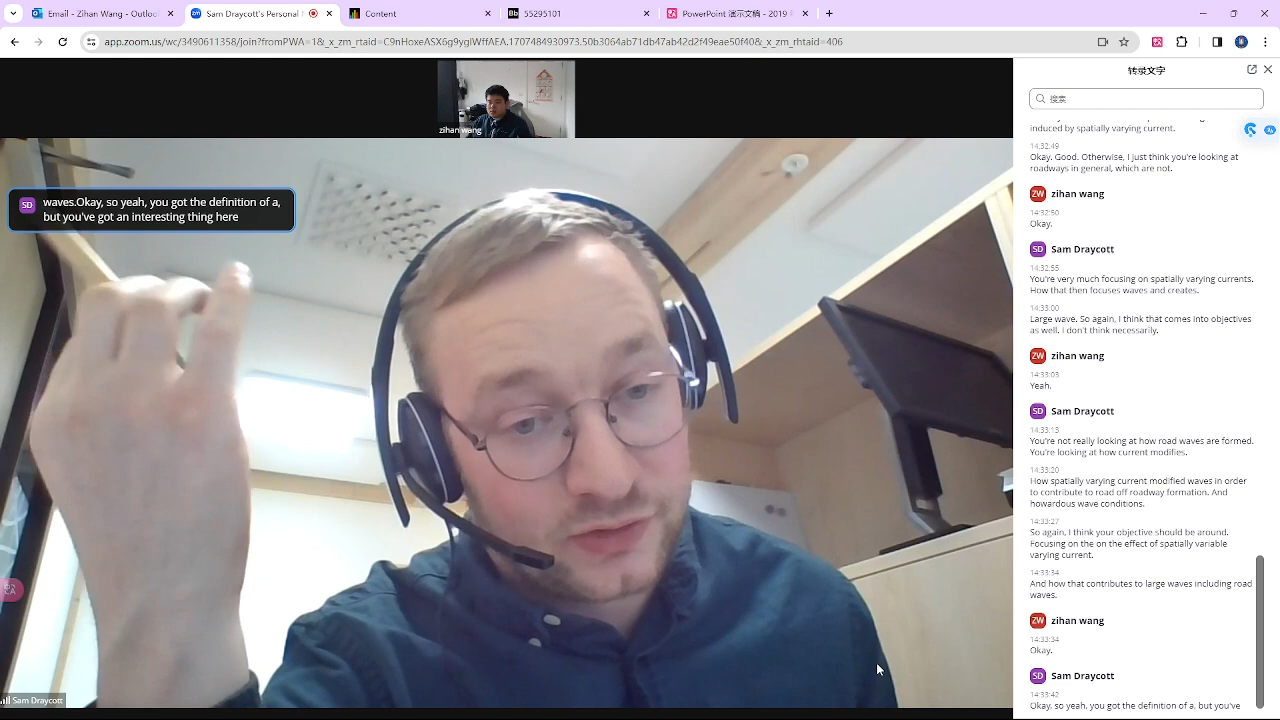 Email - Zihan Wang - Outlo
Sam Draycott's Personal
Content
55295101
PowerPoint 演示文稿 - 2019
app.zoom.us/wc/3490611358/join?fromPWA=1&_x_zm_rtaid=
&_x_zm_rhtaid=406
zihan wang
SD
waves.Okay, so yeah, you got the definition of a,
but you've got an interesting thing here
Sam Draycott
转录文字
搜索
induced by spatially varying current.
14:32:49
Okay. Good. Otherwise, I just think you're looking at
roadways in general, which are not.
ZW zihan wang
14:32:50
Okay.
SD Sam Draycott
14:32:55
You're very much focusing on spatially varying currents.
How that then focuses waves and creates.
14:33:00
Large wave. So again, I think that comes into objectives
as well. I don't think necessarily.
ZW zihan wang
14:33:03
Yeah.
SD Sam Draycott
14:33:15
You're not really looking at how road waves are formed.
You're looking at how current modifies.
14:33:20
How spatially varying current modified waves in order
to contribute to road off roadway formation. And
howardous wave conditions.
14:33:27
So again, I think your objective should be around.
Focusing on the on the effect of spatially variable
varying current.
14:33:34
And how that contributes to large waves including road
waves.
ZW zihan wang
14:33:34
Okay.
SD Sam Draycott
14:33:42
Okay, so yeah, you got the definition of a, but you've